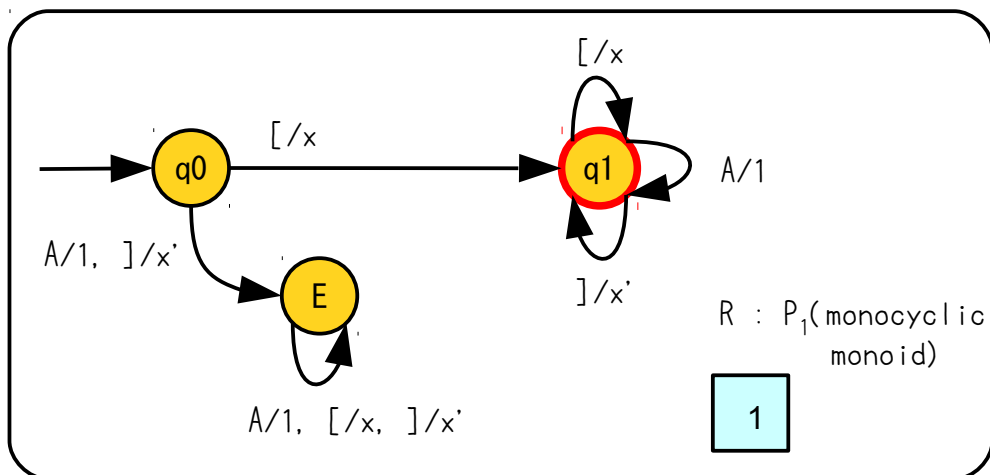 [/x
[/x
q0
q1
A/1
A/1, ]/x'
E
]/x'
R : P₁(monocyclic
monoid)
A/1, [/x, ]/x'
1